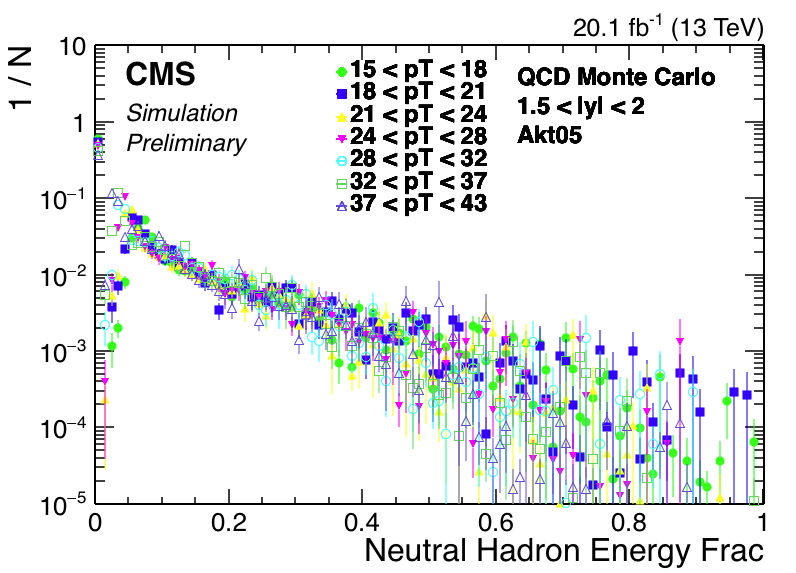 20.1 fb⁻¹ (13 TeV)
1 / N
CMS
Simulation
Preliminary
15 < pT < 18
18 < pT < 21
21 < pT < 24
24 < pT < 28
28 < pT < 32
32 < pT < 37
37 < pT < 43
QCD Monte Carlo
1.5 < |y| < 2
Akt05
10
1
10⁻¹
10⁻²
10⁻³
10⁻⁴
10⁻⁵
0 0.2 0.4 0.6 0.8 1
Neutral Hadron Energy Frac